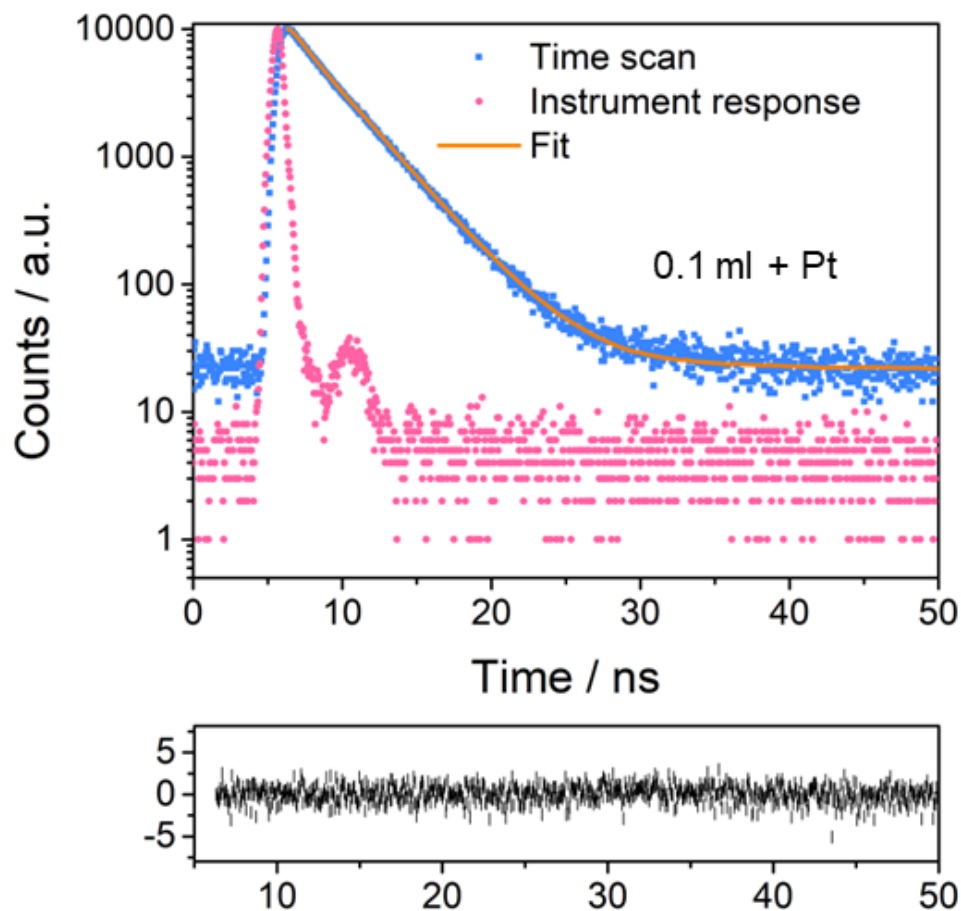 10000
1000
100
10
1
Counts / a.u.
Time scan
Instrument response
Fit
0.1 ml + Pt
0 10 20 30 40 50
Time / ns
5
0
-5
10 20 30 40 50